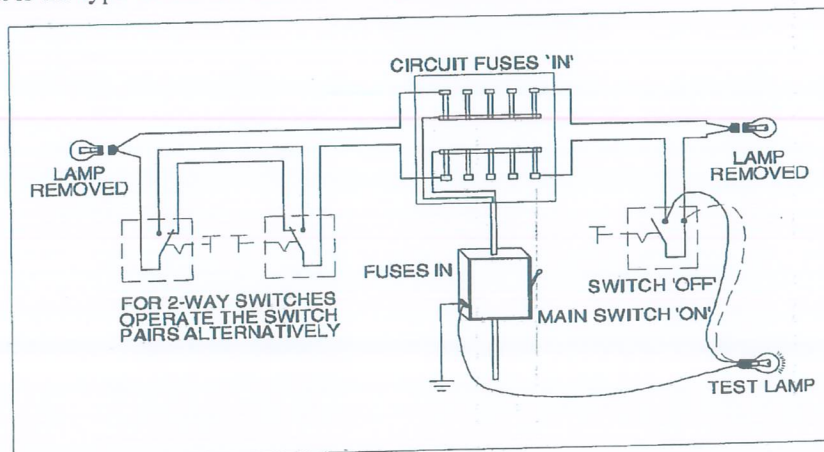 CIRCUIT FUSES 'IN'
LAMP
REMOVED
LAMP
REMOVED
FUSES IN
SWITCH 'OFF'
MAIN SWITCH 'ON'
FOR 2-WAY SWITCHES
OPERATE THE SWITCH
PAIRS ALTERNATIVELY
TEST LAMP